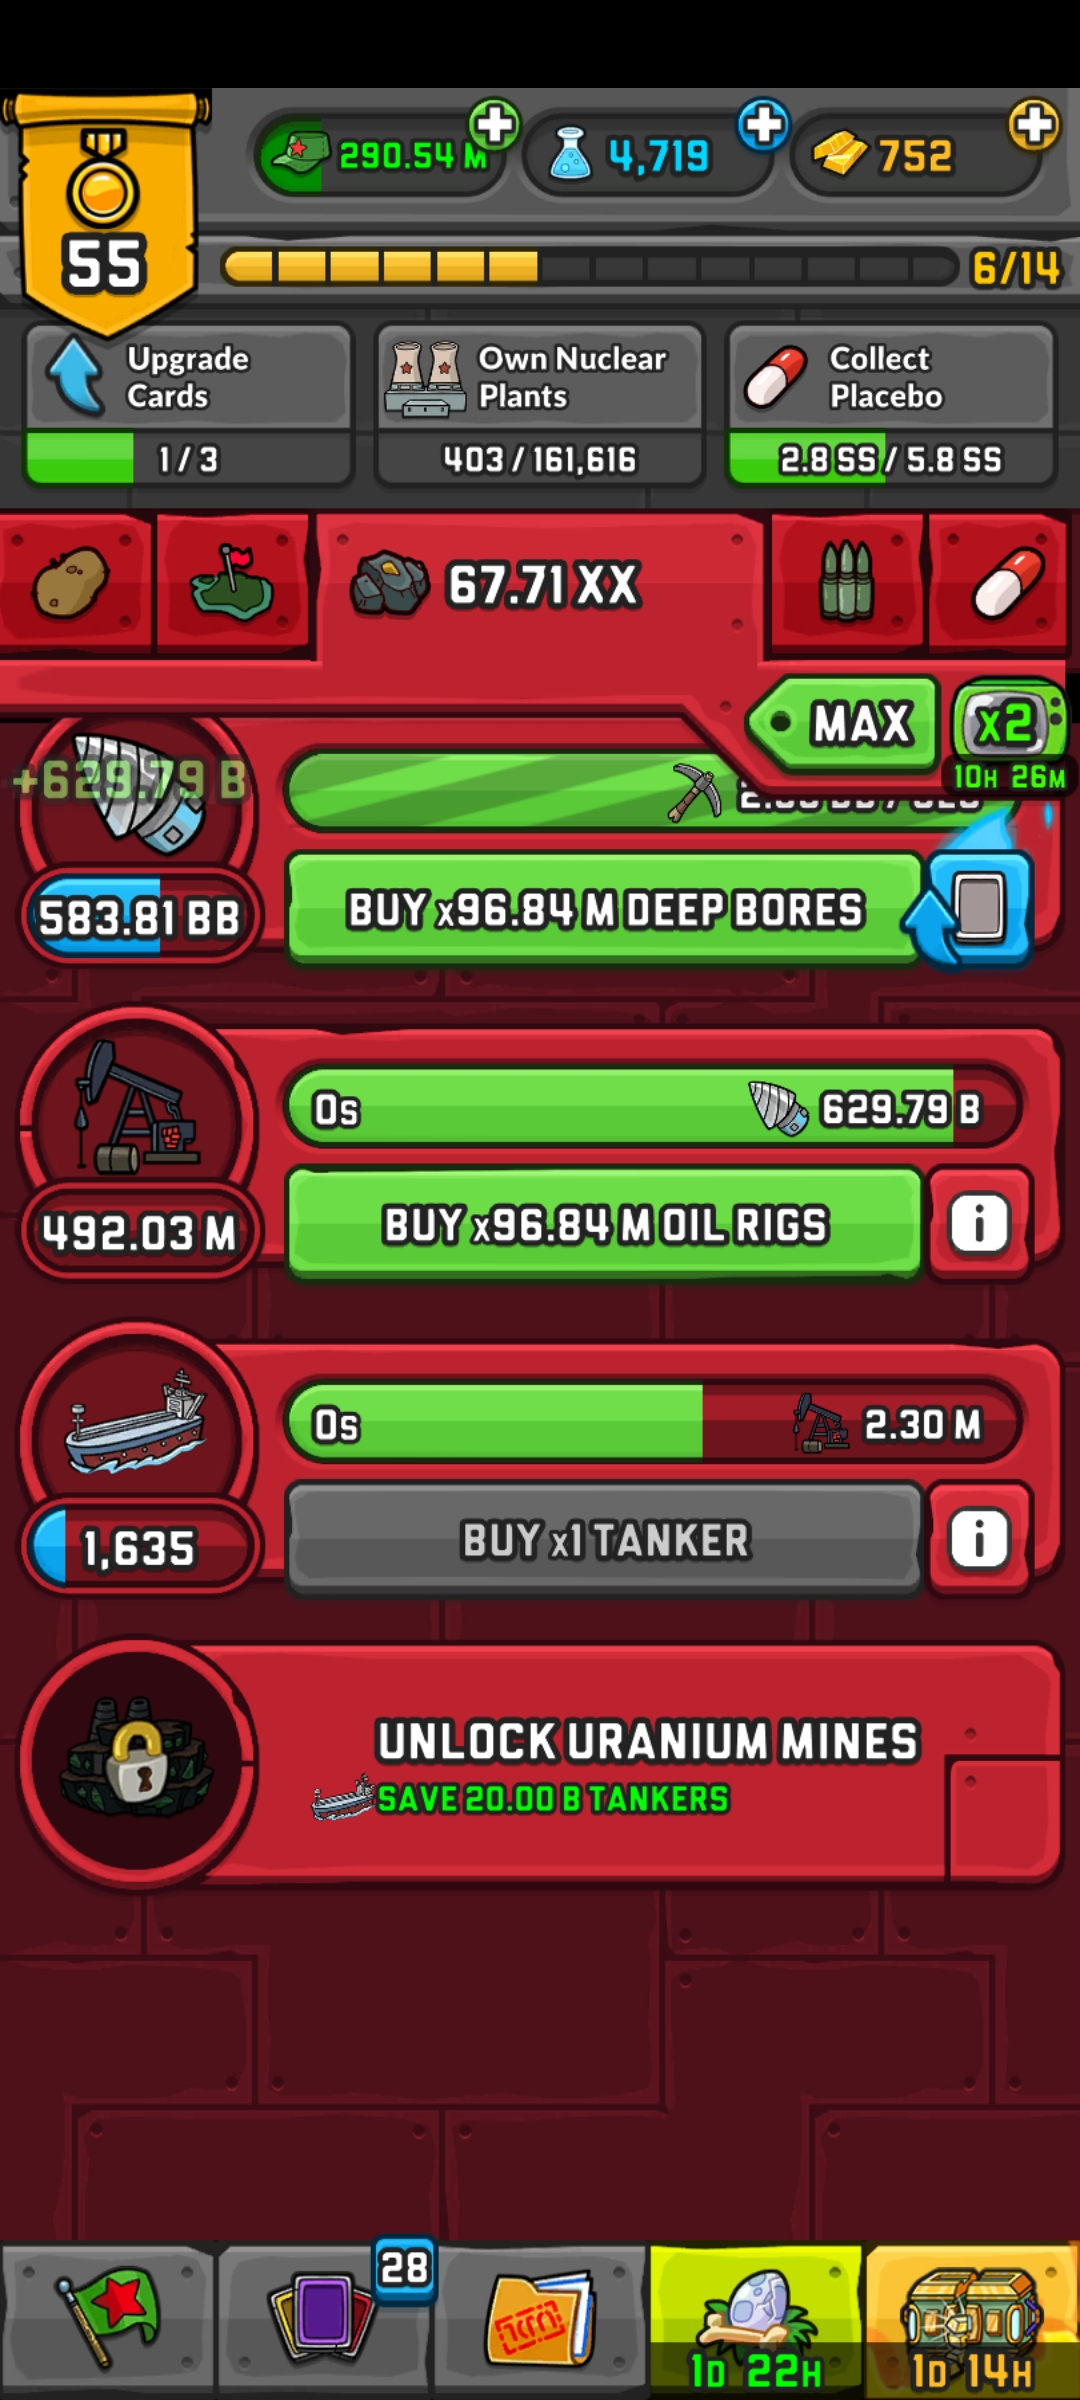 290.54 M
4,719
752
55
6/14
Upgrade
Cards
1 / 3
Own Nuclear
Plants
403 / 161,616
Collect
Placebo
2.8 SS / 5.8 SS
67.71 XX
MAX
x2
10H 26M
+629.79 B
583.81 BB
BUY x96.84 M DEEP BORES
0s
629.79 B
492.03 M
BUY x96.84 M OIL RIGS
i
0s
2.30 M
1,635
BUY x1 TANKER
i
UNLOCK URANIUM MINES
SAVE 20.00 B TANKERS
28
1D 22H
1D 14H